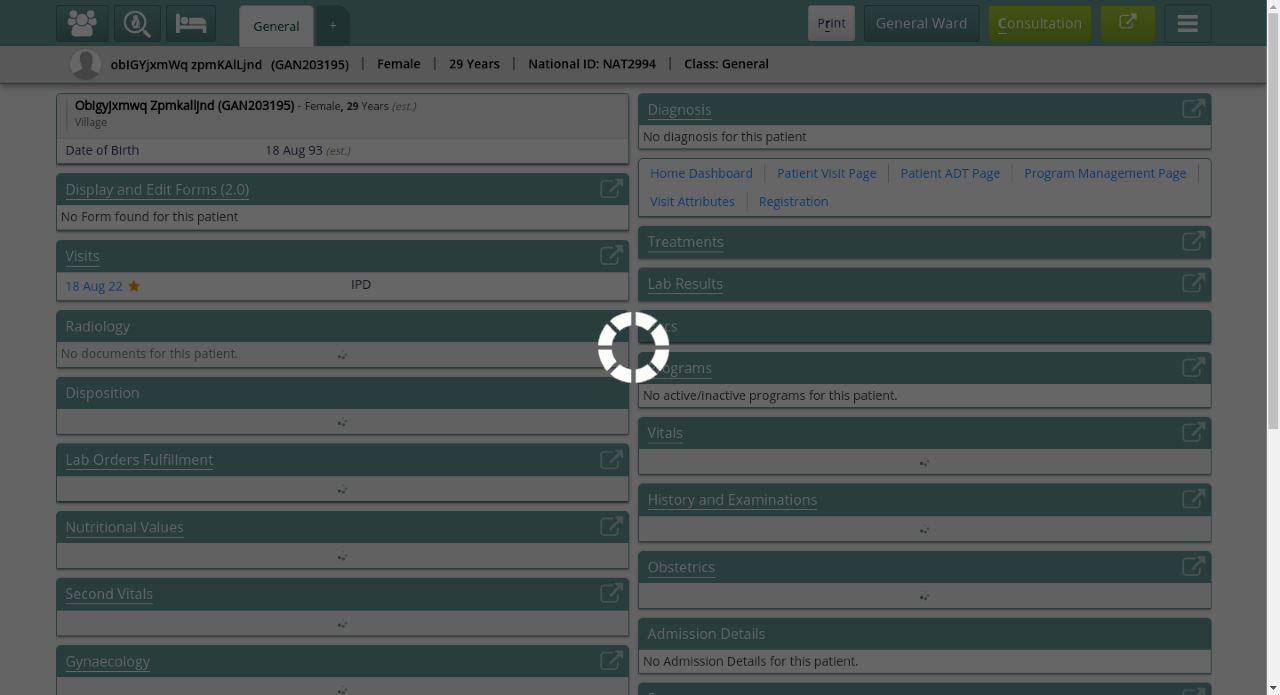 General
+
Print
General Ward
Consultation
obIGYjxmWq zpmKAlLjnd (GAN203195) | Female | 29 Years | National ID: NAT2994 | Class: General
Obigyjxmwq Zpmkalljnd (GAN203195) - Female, 29 Years (est.)
Village
Date of Birth 18 Aug 93 (est.)
Display and Edit Forms (2.0)
No Form found for this patient
Visits
18 Aug 22 IPD
Radiology
No documents for this patient.
Disposition
Lab Orders Fulfillment
Nutritional Values
Second Vitals
Gynaecology
Diagnosis
No diagnosis for this patient
Home Dashboard | Patient Visit Page | Patient ADT Page | Program Management Page |
Visit Attributes | Registration
Treatments
Lab Results
No active/inactive programs for this patient.
Vitals
History and Examinations
Obstetrics
Admission Details
No Admission Details for this patient.